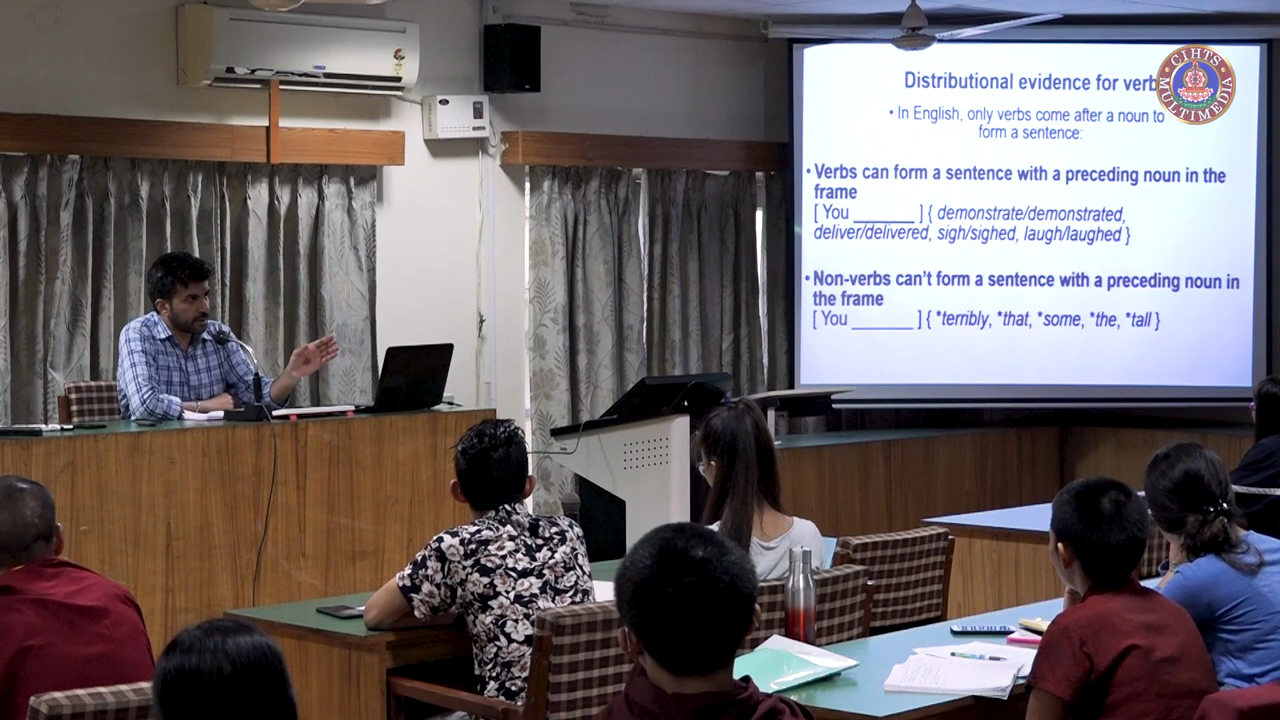 Distributional evidence for verb
• In English, only verbs come after a noun to
form a sentence:
• Verbs can form a sentence with a preceding noun in the
frame
[ You _______ ] { demonstrate/demonstrated,
deliver/delivered, sigh/sighed, laugh/laughed }
• Non-verbs can't form a sentence with a preceding noun in
the frame
[ You _______ ] { *terribly, *that, *some, *the, *tall }
CIHTS
MULTIMEDIA